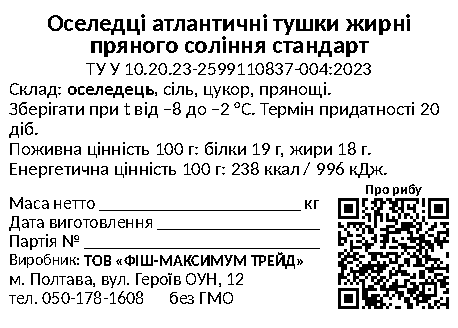 Оселедці атлантичні тушки жирні
пряного соління стандарт
ТУ У 10.20.23-2599110837-004:2023
Склад: оселедець, сіль, цукор, прянощі.
Зберігати при t від –8 до –2 °С. Термін придатності 20
діб.
Поживна цінність 100 г: білки 19 г, жири 18 г.
Енергетична цінність 100 г: 238 ккал / 996 кДж.
Про рибу
Маса нетто ________________________ кг
Дата виготовлення __________________
Партія № __________________________
Виробник: ТОВ «ФІШ-МАКСИМУМ ТРЕЙД»
м. Полтава, вул. Героїв ОУН, 12
тел. 050-178-1608 без ГМО